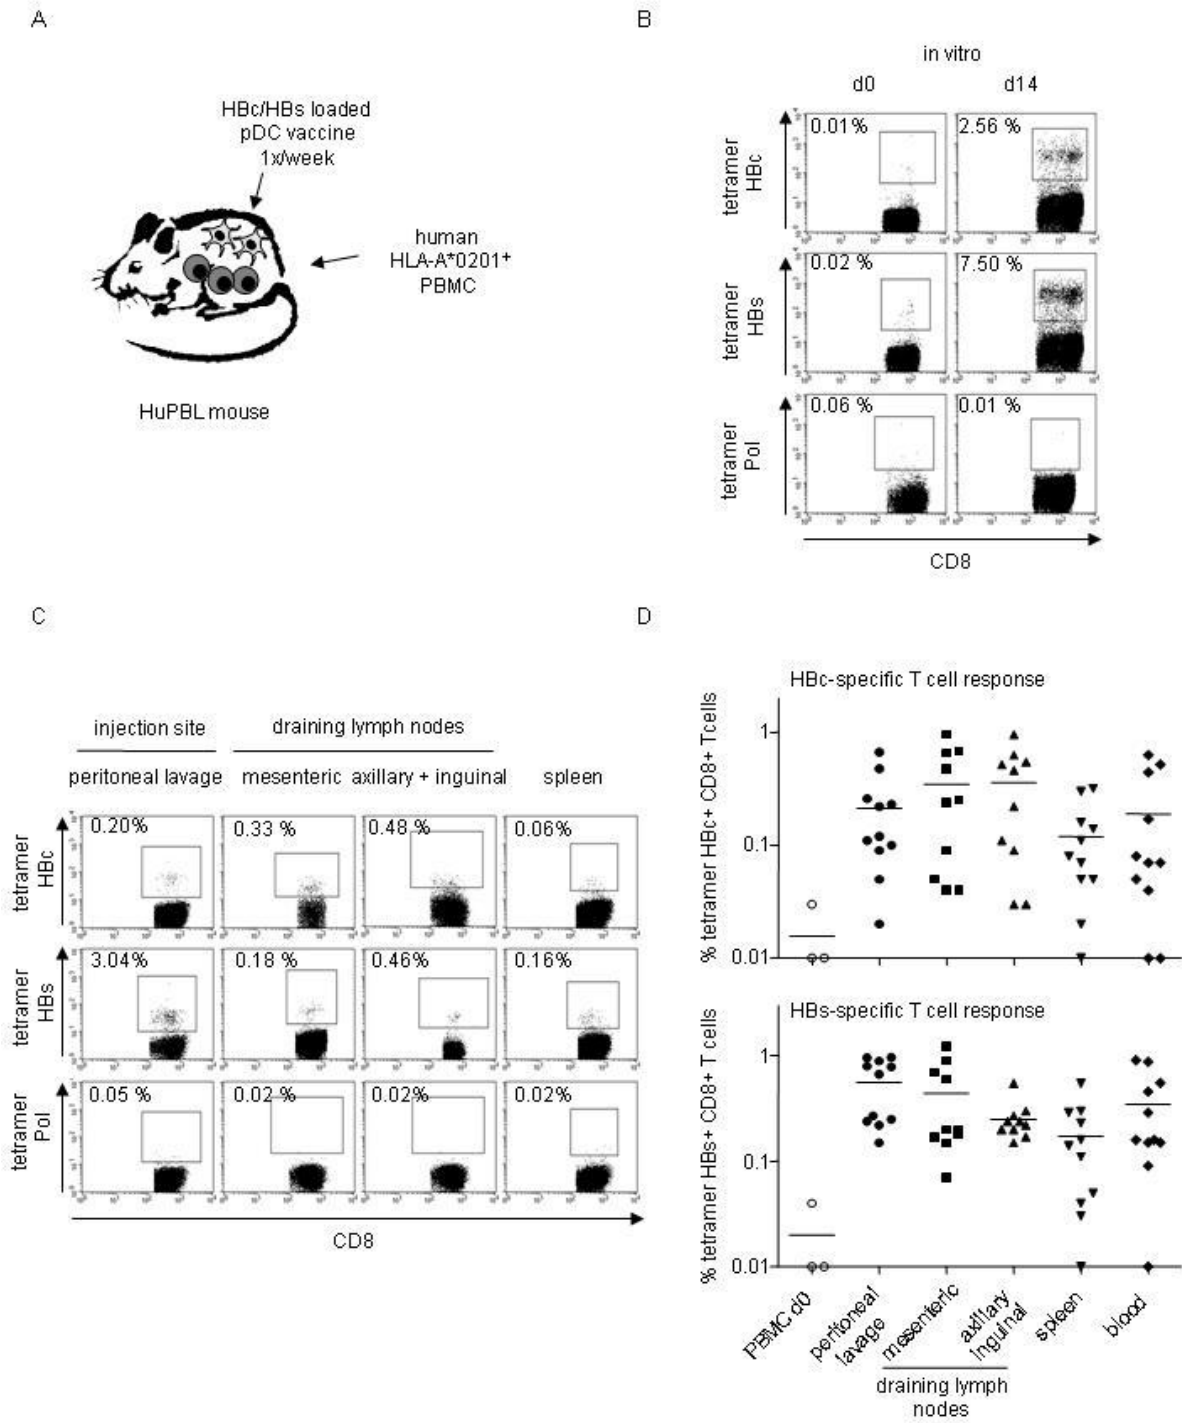 A
HBc/HBs loaded
pDC vaccine
1x/week
human
HLA-A*0201+
PBMC
HuPBL mouse
B
in vitro
d0 d14
tetramer
HBc
0.01% 2.56 %
tetramer
HBs
0.02 % 7.50 %
tetramer
Pol
0.06 % 0.01 %
CD8
C
injection site draining lymph nodes
peritoneal lavage mesenteric axillary + inguinal spleen
tetramer
HBc
0.20% 0.33 % 0.48 % 0.06%
tetramer
HBs
3.04% 0.18 % 0.46% 0.16%
tetramer
Pol
0.05 % 0.02 % 0.02% 0.02%
CD8
D
HBc-specific T cell response
% tetramer HBc+ CD8+ Tcells
1
0.1
0.01
HBs-specific T cell response
% tetramer HBs+ CD8+ T cells
1
0.1
0.01
PBMC d0
peritoneal
lavage
mesenteric
axillary
inguinal
spleen
blood
draining lymph
nodes